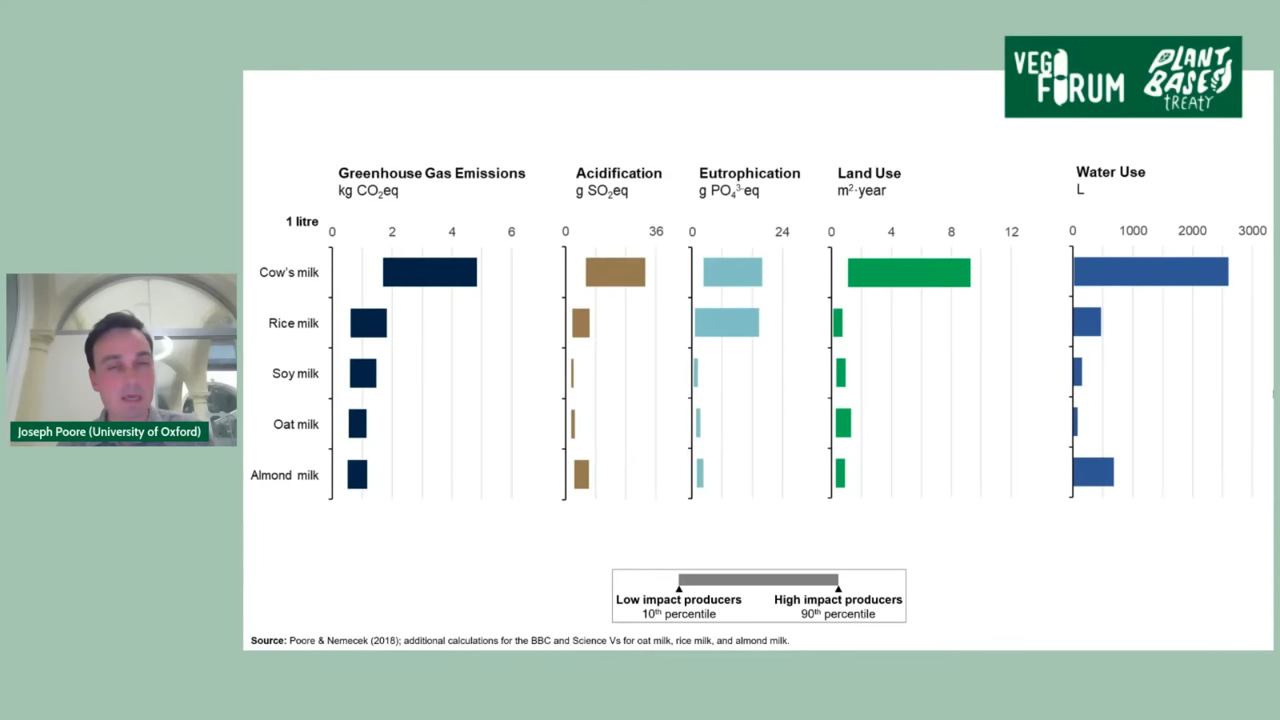 VEGO
FORUM
PLANT
BASED
TREATY
Greenhouse Gas Emissions
kg CO₂eq
Acidification
g SO₂eq
Eutrophication
g PO₄³⁻eq
Land Use
m²·year
Water Use
L
1 litre
0 2 4 6
0 36
0 24
0 4 8 12
0 1000 2000 3000
Cow's milk
Rice milk
Soy milk
Oat milk
Almond milk
Joseph Poore (University of Oxford)
Low impact producers
10th percentile
High impact producers
90th percentile
Source: Poore & Nemecek (2018); additional calculations for the BBC and Science Vs for oat milk, rice milk, and almond milk.